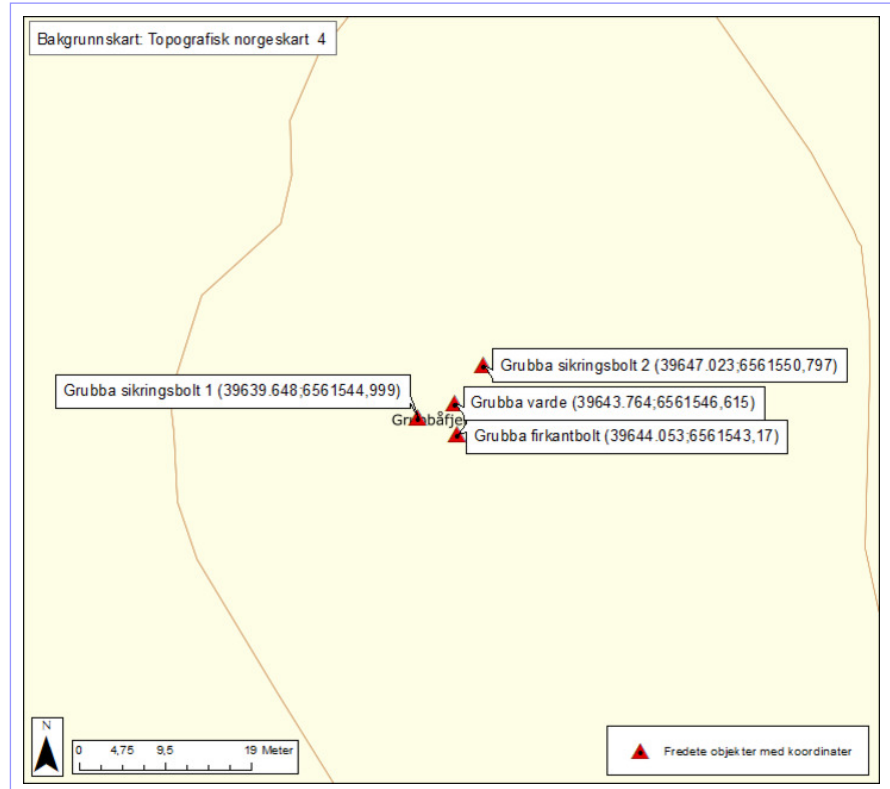 Bakgrunnskart: Topografisk norgeskart 4
Grubba sikringsbolt 2 (39647.023;6561550,797)
Grubba sikringsbolt 1 (39639.648;6561544,999)
Grubba varde (39643.764;6561546,615)
Grubba firkantbolt (39644.053;6561543,17)
N
0 4,75 9,5 19 Meter
Fredete objekter med koordinater